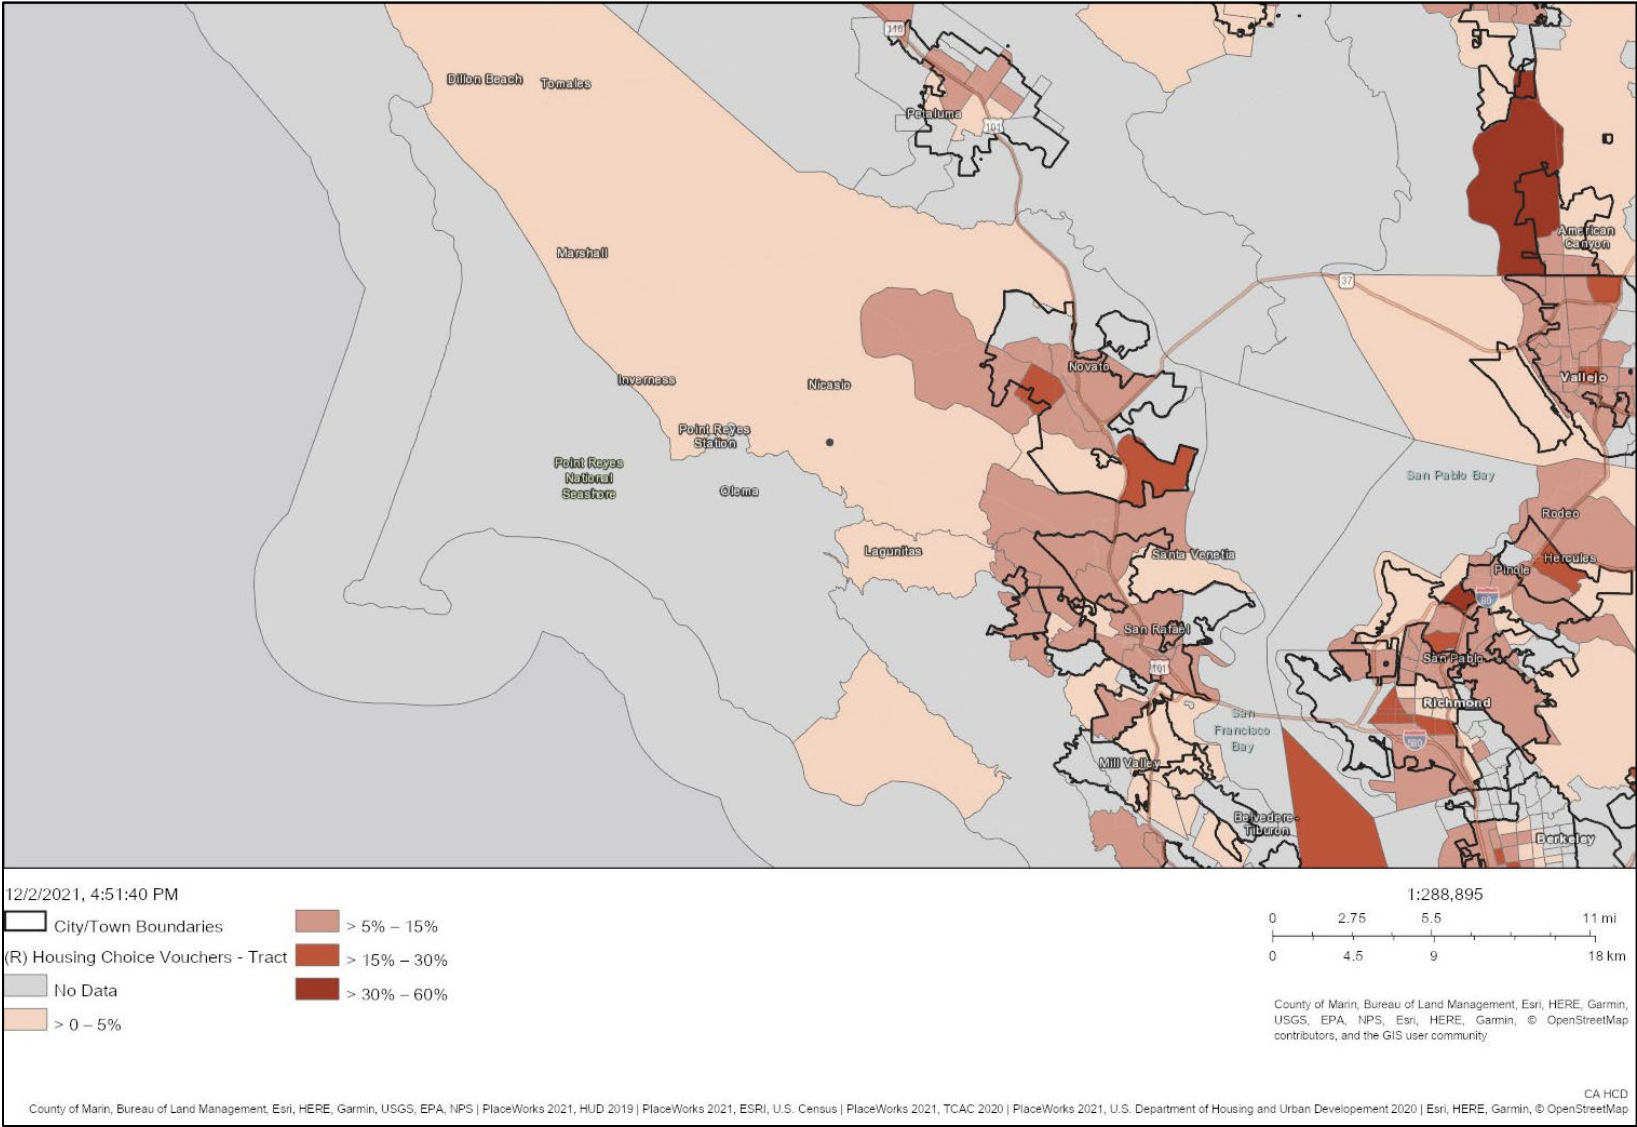 116
Dillon Beach
Tomales
Petaluma
101
Marshall
American
Canyon
37
Novato
Vallejo
Inverness
Nicasio
Point Reyes
Station
Point Reyes
National
Seashore
Olema
San Pablo Bay
Rodeo
Lagunitas
Santa Venetia
Hercules
Pinole
80
San Rafael
101
San Pablo
Richmond
San
Francisco
Bay
580
Mill Valley
Belvedere-
Tiburon
Berkeley
12/2/2021, 4:51:40 PM
City/Town Boundaries
(R) Housing Choice Vouchers - Tract
No Data
> 0 – 5%
> 5% – 15%
> 15% – 30%
> 30% – 60%
1:288,895
0 2.75 5.5 11 mi
0 4.5 9 18 km
County of Marin, Bureau of Land Management, Esri, HERE, Garmin,
USGS, EPA, NPS, Esri, HERE, Garmin, © OpenStreetMap
contributors, and the GIS user community
CA HCD
County of Marin, Bureau of Land Management, Esri, HERE, Garmin, USGS, EPA, NPS | PlaceWorks 2021, HUD 2019 | PlaceWorks 2021, ESRI, U.S. Census | PlaceWorks 2021, TCAC 2020 | PlaceWorks 2021, U.S. Department of Housing and Urban Developement 2020 | Esri, HERE, Garmin, © OpenStreetMap